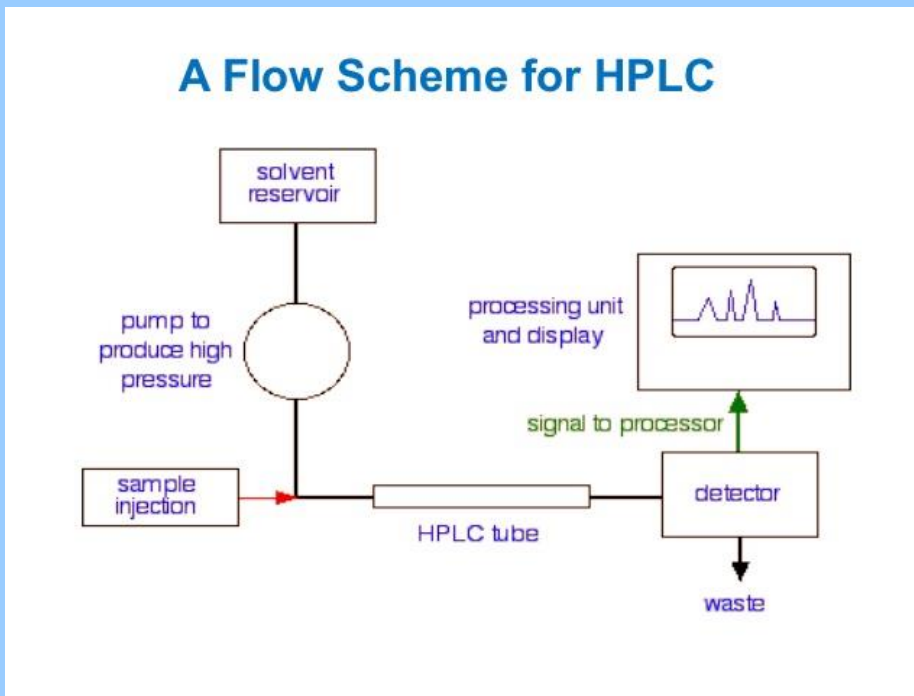 A Flow Scheme for HPLC
solvent
reservoir
pump to
produce high
pressure
processing unit
and display
signal to processor
sample
injection
HPLC tube
detector
waste